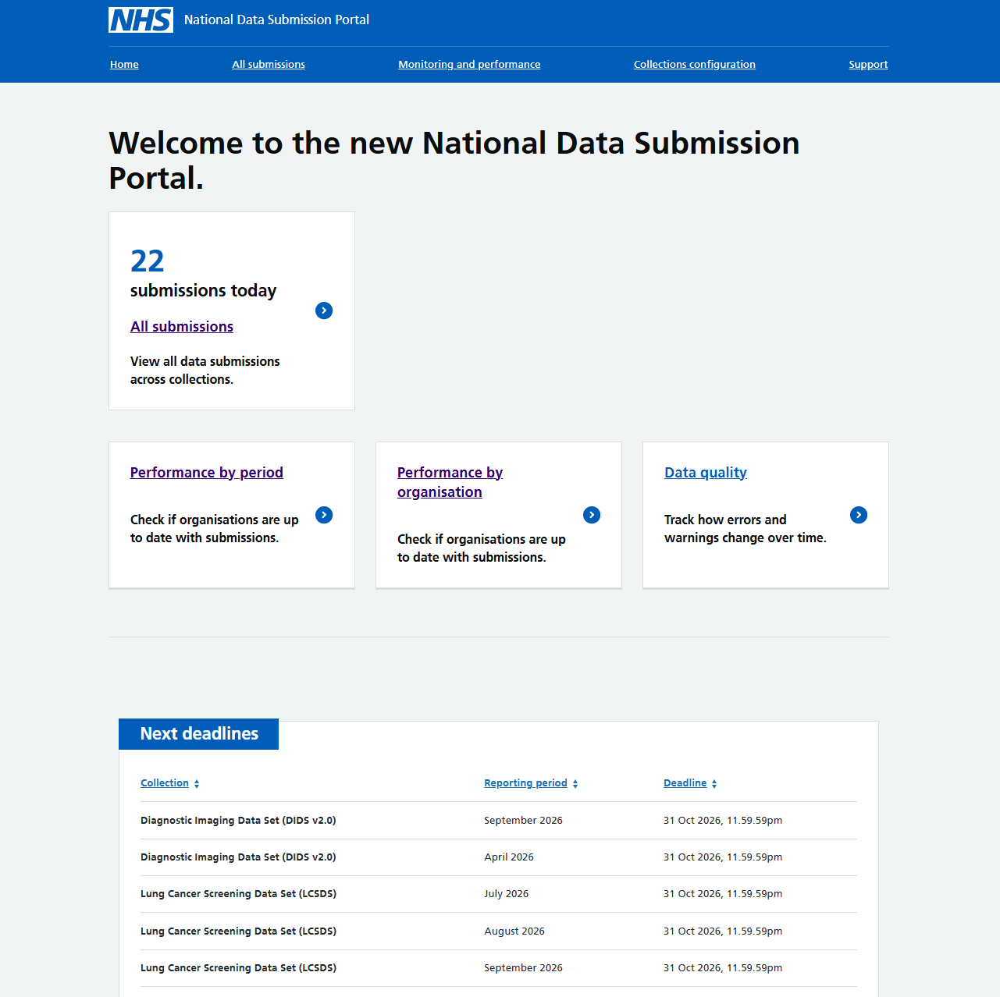 NHS National Data Submission Portal
Home All submissions Monitoring and performance Collections configuration Support
Welcome to the new National Data Submission
Portal.
22
submissions today
All submissions
View all data submissions
across collections.
Performance by period
Check if organisations are up
to date with submissions.
Performance by
organisation
Check if organisations are up
to date with submissions.
Data quality
Track how errors and
warnings change over time.
Next deadlines
Collection Reporting period Deadline
Diagnostic Imaging Data Set (DIDS v2.0) September 2026 31 Oct 2026, 11.59.59pm
Diagnostic Imaging Data Set (DIDS v2.0) April 2026 31 Oct 2026, 11.59.59pm
Lung Cancer Screening Data Set (LCSDS) July 2026 31 Oct 2026, 11.59.59pm
Lung Cancer Screening Data Set (LCSDS) August 2026 31 Oct 2026, 11.59.59pm
Lung Cancer Screening Data Set (LCSDS) September 2026 31 Oct 2026, 11.59.59pm